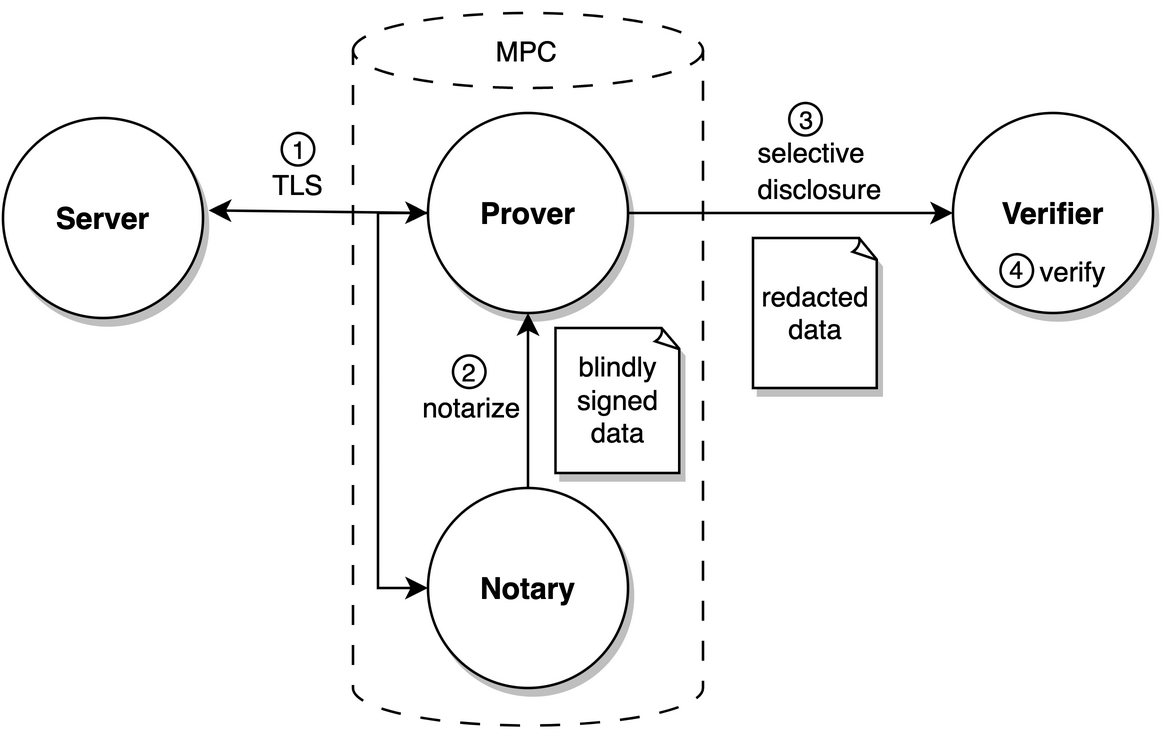 MPC
1
TLS
Server
Prover
3
selective
disclosure
Verifier
4 verify
redacted
data
2
notarize
blindly
signed
data
Notary